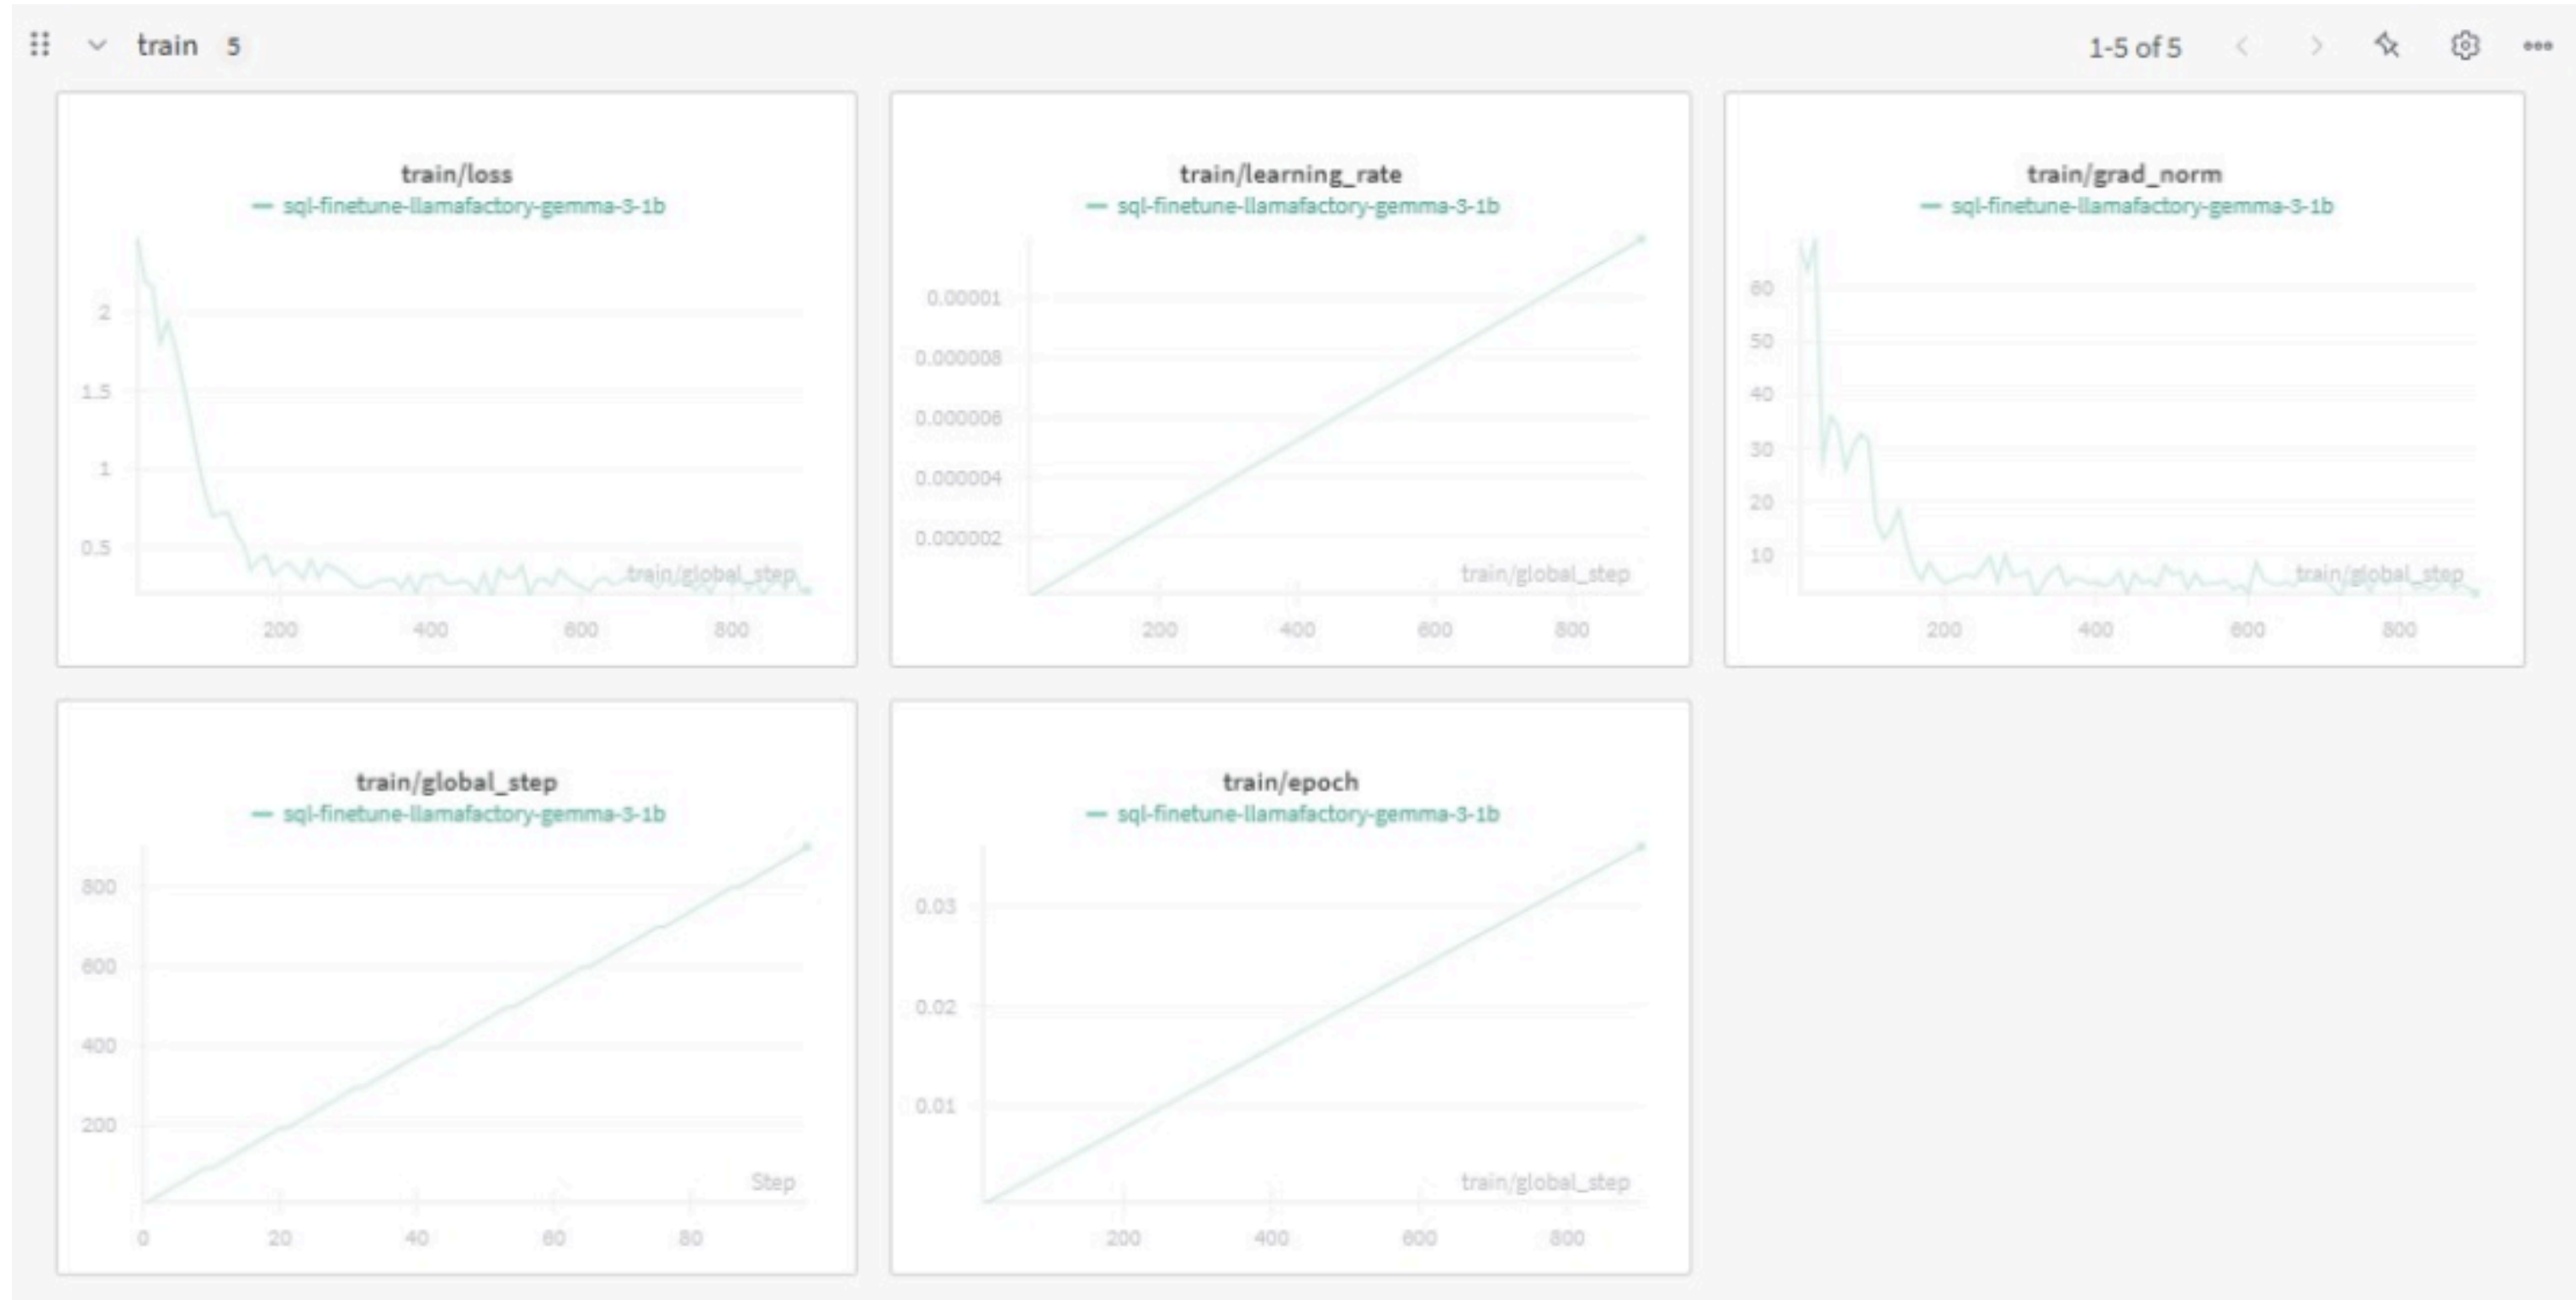 train 5
1-5 of 5
train/loss
sql-finetune-llamafactory-gemma-3-1b
2
1.5
1
0.5
train/global_step
200 400 600 800
train/learning_rate
sql-finetune-llamafactory-gemma-3-1b
0.00001
0.000008
0.000006
0.000004
0.000002
train/global_step
200 400 600 800
train/grad_norm
sql-finetune-llamafactory-gemma-3-1b
60
50
40
30
20
10
train/global_step
200 400 600 800
train/global_step
sql-finetune-llamafactory-gemma-3-1b
800
600
400
200
Step
0 20 40 60 80
train/epoch
sql-finetune-llamafactory-gemma-3-1b
0.03
0.02
0.01
train/global_step
200 400 600 800